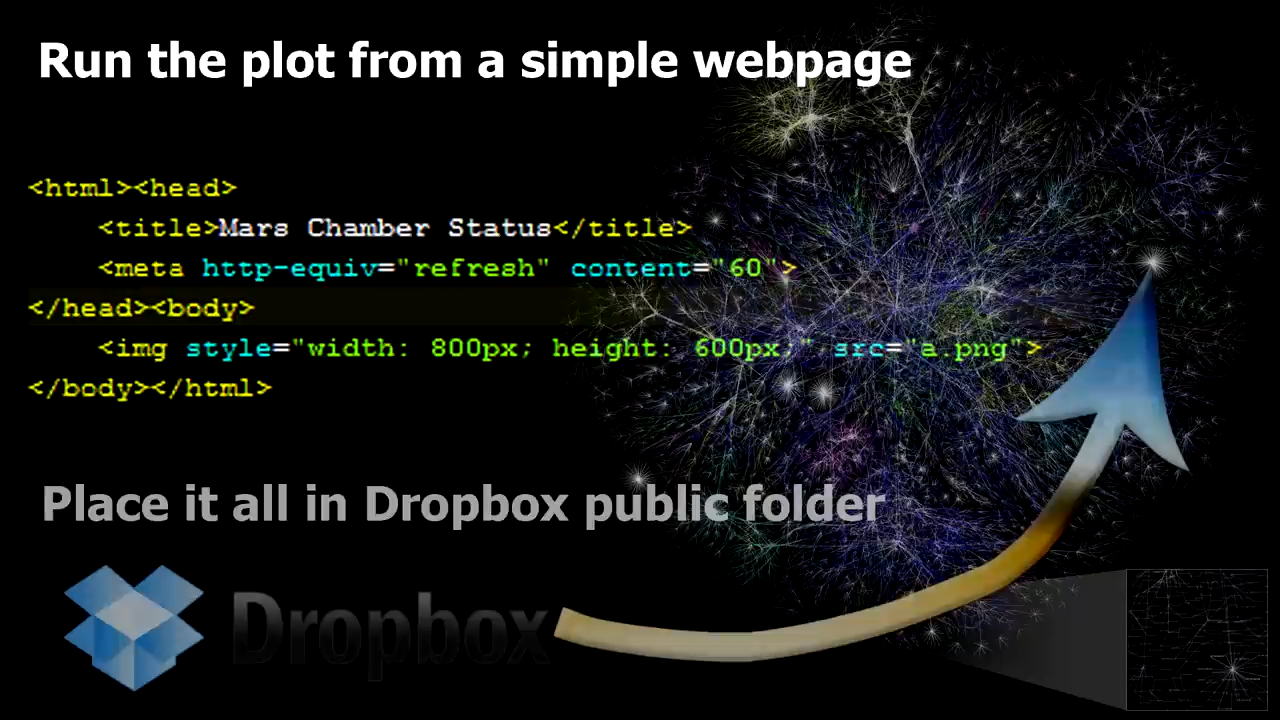 Run the plot from a simple webpage
<html><head>
<title>Mars Chamber Status</title>
<meta http-equiv="refresh" content="60">
</head><body>
<img style="width: 800px; height: 600px;" src="a.png">
</body></html>
Place it all in Dropbox public folder
Dropbox